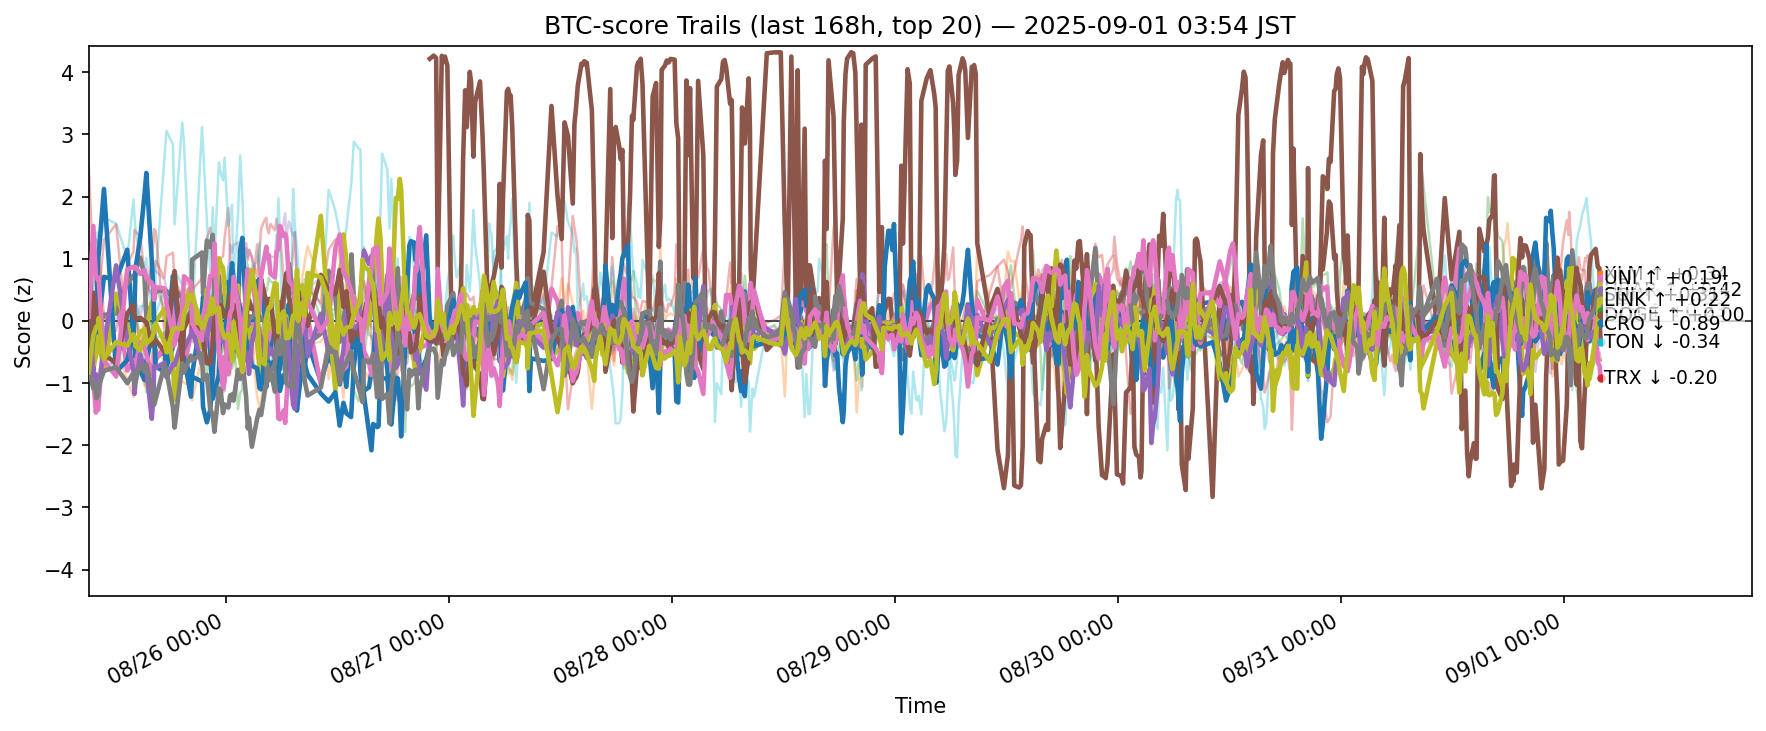 BTC-score Trails (last 168h, top 20) — 2025-09-01 03:54 JST
Score (z)
4
3
2
1
0
−1
−2
−3
−4
UNI ↑ +0.19
LINK ↑ +0.22
DOGE ↑
CRO ↓ -0.89
TON ↓ -0.34
TRX ↓ -0.20
08/26 00:00
08/27 00:00
08/28 00:00
08/29 00:00
08/30 00:00
08/31 00:00
09/01 00:00
Time